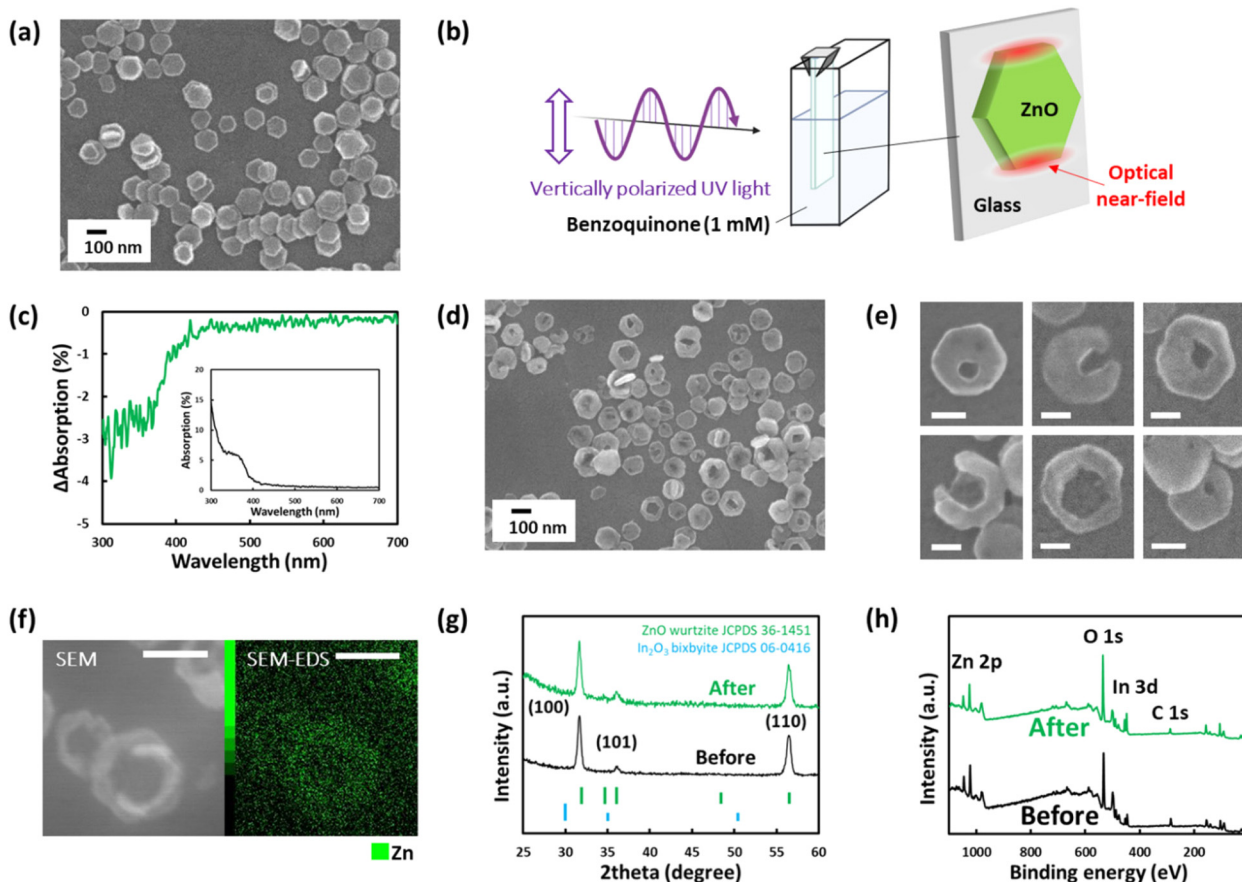 (a)
100 nm
(b)
Vertically polarized UV light
Benzoquinone (1 mM)
Glass
ZnO
Optical
near-field
(c)
ΔAbsorption (%)
0
-1
-2
-3
-4
-5
300
400
500
600
700
Wavelength (nm)
Absorption (%)
20
15
10
5
0
300
400
500
600
700
Wavelength (nm)
(d)
100 nm
(e)
(f)
SEM
SEM-EDS
Zn
(g)
Intensity (a.u.)
ZnO wurtzite JCPDS 36-1451
In₂O₃ bixbyite JCPDS 06-0416
After
(100)
(101)
(110)
Before
25
30
35
40
45
50
55
60
2theta (degree)
(h)
Intensity (a.u.)
O 1s
Zn 2p
In 3d
C 1s
After
Before
1000
800
600
400
200
Binding energy (eV)